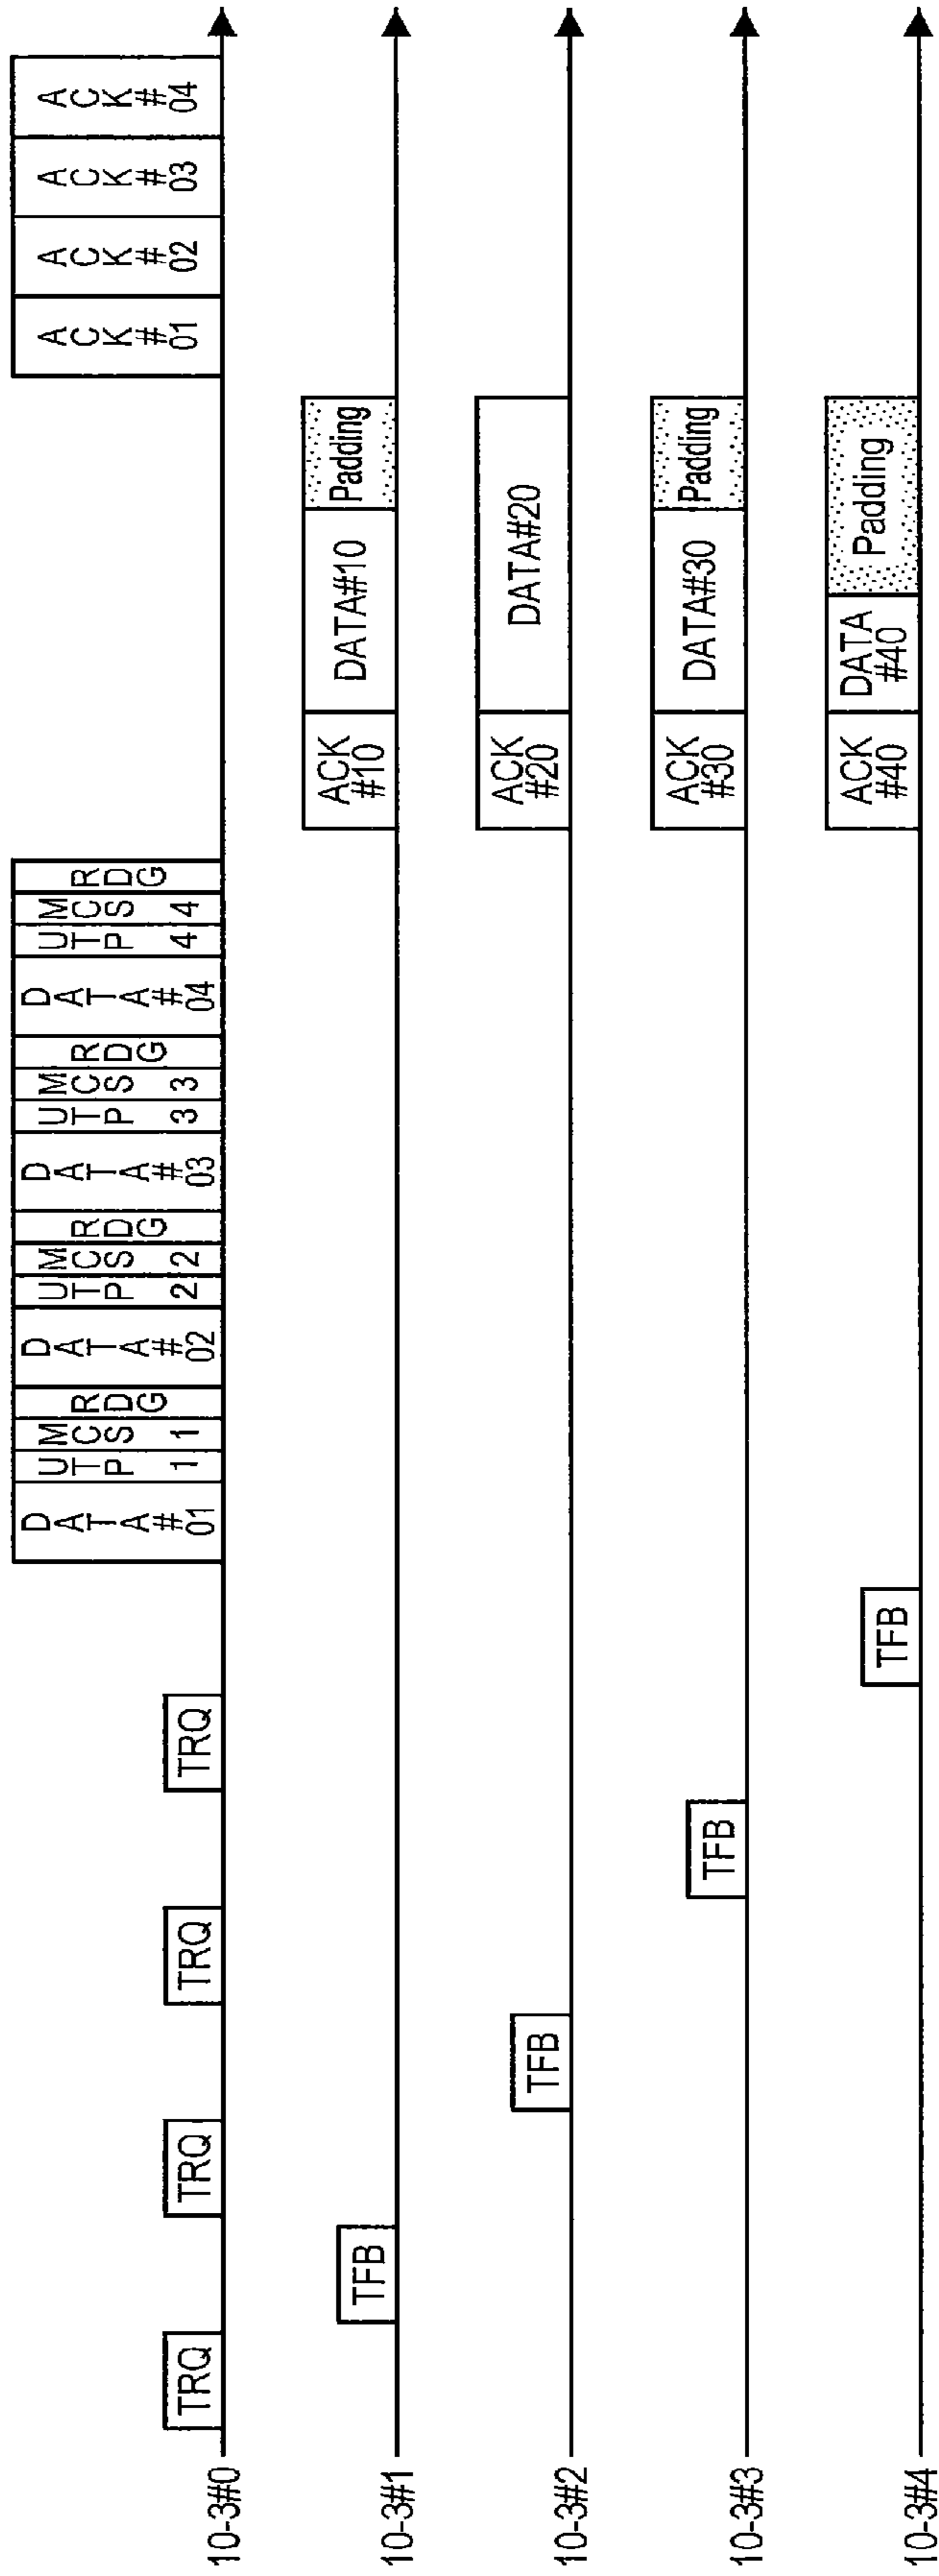 10-3#0
TRQ
TRQ
TRQ
TRQ
DATA#01
UTP 1
MCS 1
RDG
DATA#02
UTP 2
MCS 2
RDG
DATA#03
UTP 3
MCS 3
RDG
DATA#04
UTP 4
MCS 4
RDG
ACK#01
ACK#02
ACK#03
ACK#04
10-3#1
TFB
ACK
#10
DATA#10
Padding
10-3#2
TFB
ACK
#20
DATA#20
10-3#3
TFB
ACK
#30
DATA#30
Padding
10-3#4
TFB
ACK
#40
DATA
#40
Padding